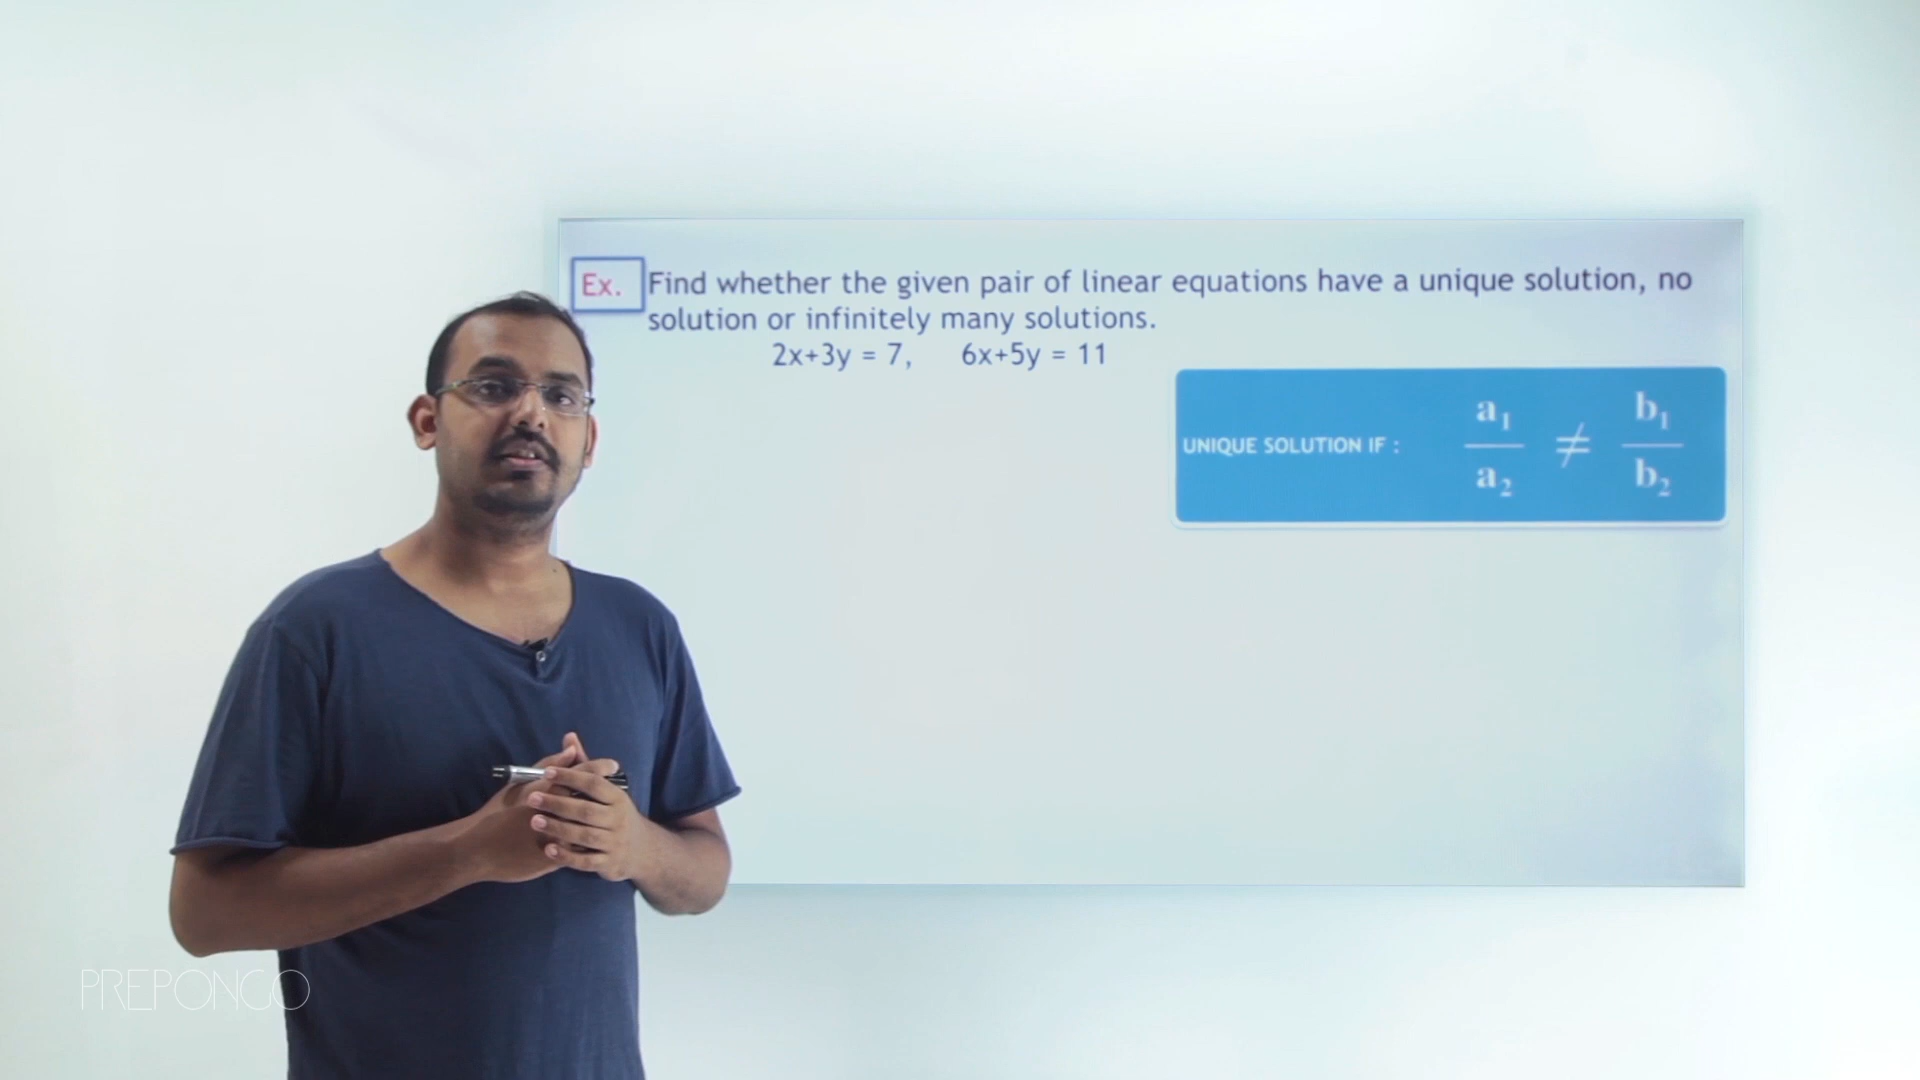 Ex. Find whether the given pair of linear equations have a unique solution, no
solution or infinitely many solutions.
2x+3y = 7, 6x+5y = 11
UNIQUE SOLUTION IF : a₁/a₂ ≠ b₁/b₂
PREPONGO